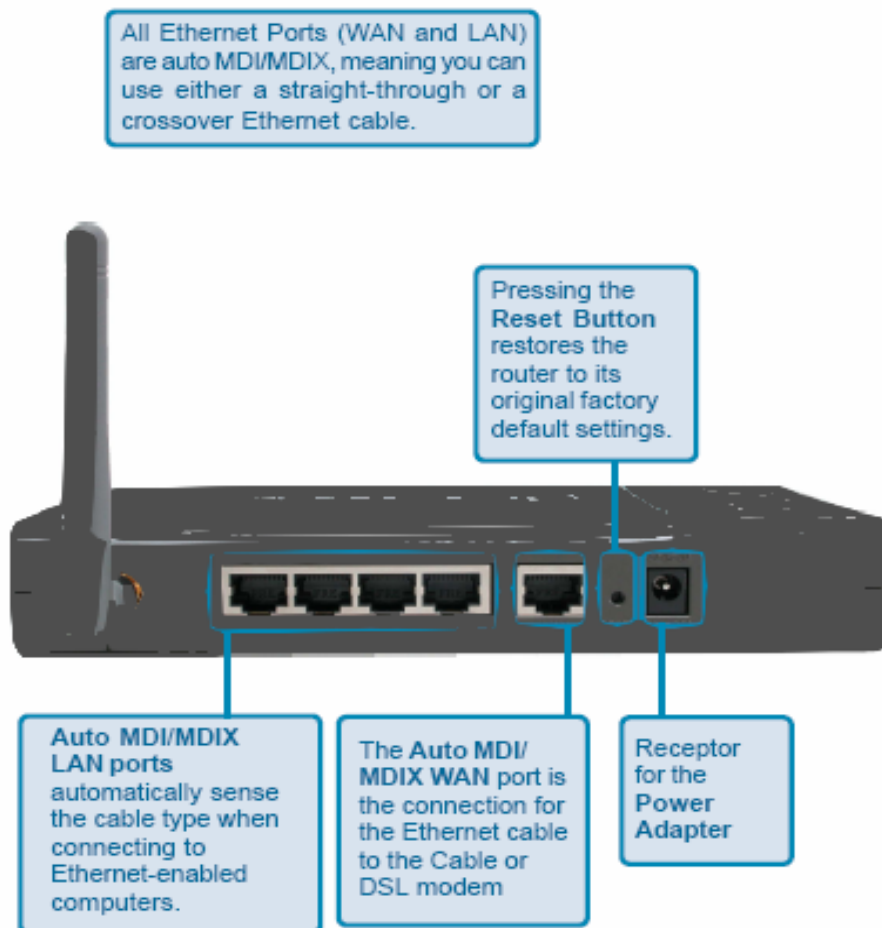 All Ethernet Ports (WAN and LAN)
are auto MDI/MDIX, meaning you can
use either a straight-through or a
crossover Ethernet cable.
Pressing the
Reset Button
restores the
router to its
original factory
default settings.
Auto MDI/MDIX
LAN ports
automatically sense
the cable type when
connecting to
Ethernet-enabled
computers.
The Auto MDI/
MDIX WAN port is
the connection for
the Ethernet cable
to the Cable or
DSL modem
Receptor
for the
Power
Adapter